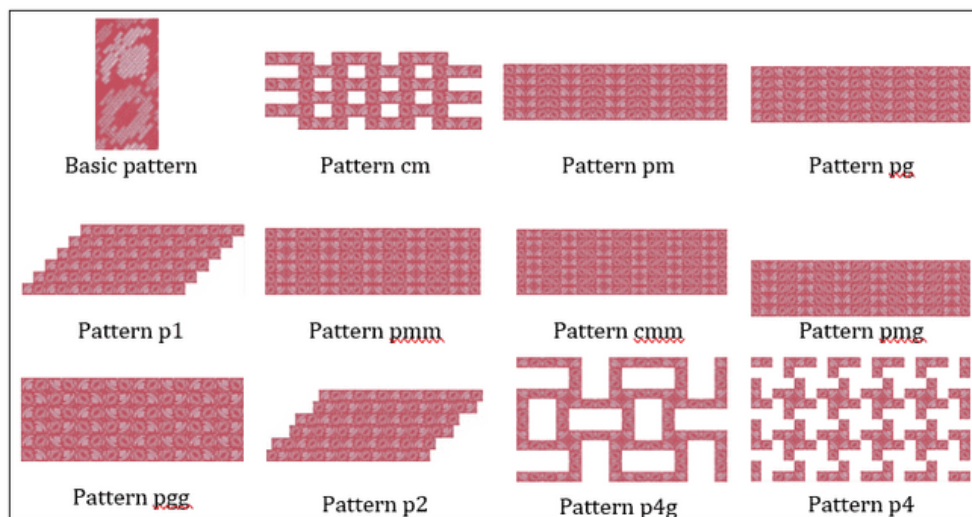 Basic pattern
Pattern cm
Pattern pm
Pattern pg
Pattern p1
Pattern pmm
Pattern cmm
Pattern pmg
Pattern pgg
Pattern p2
Pattern p4g
Pattern p4